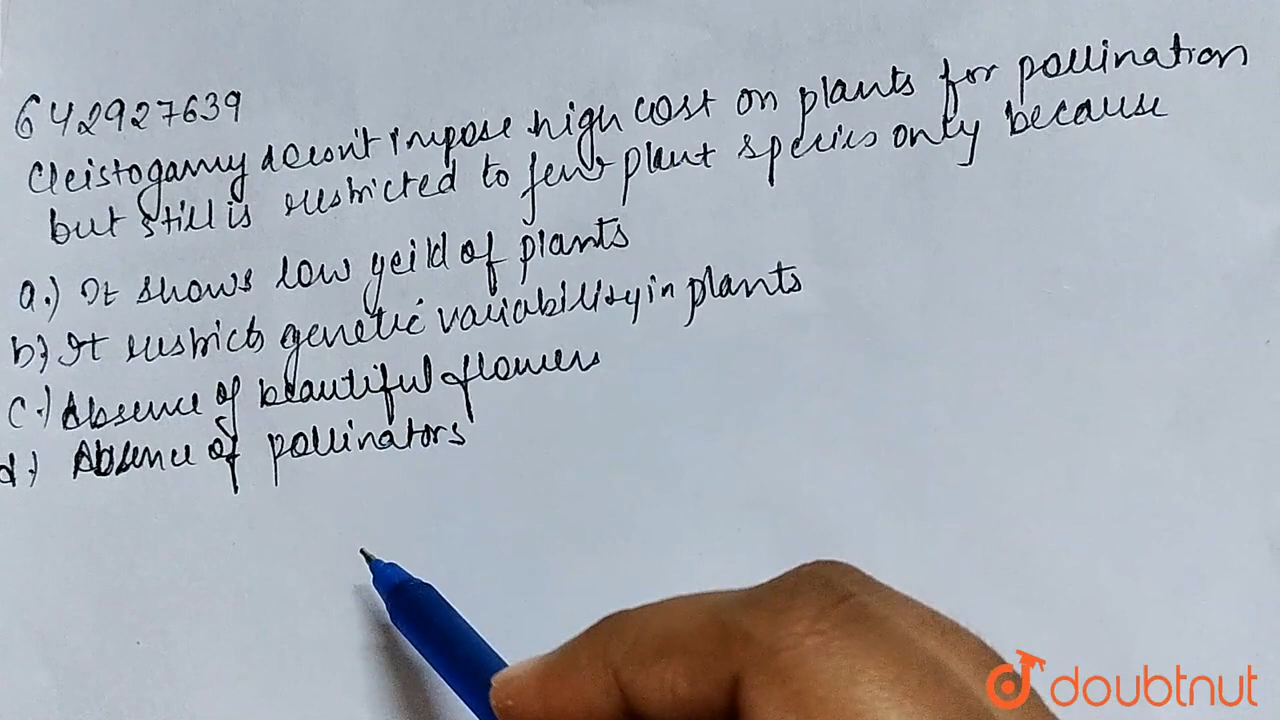 642927639
Cleistogamy doesn't impose high cost on plants for pollination
but still is restricted to few plant species only because
a.) It shows low yeild of plants
b.) It restricts genetic variability in plants
c.) Absence of beautiful flowers
d.) Absence of pollinators
doubtnut